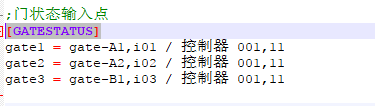 ;门状态输入点
[GATESTATUS]
gate1 = gate-A1,i01 / 控制器 001,11
gate2 = gate-A2,i02 / 控制器 001,11
gate3 = gate-B1,i03 / 控制器 001,11